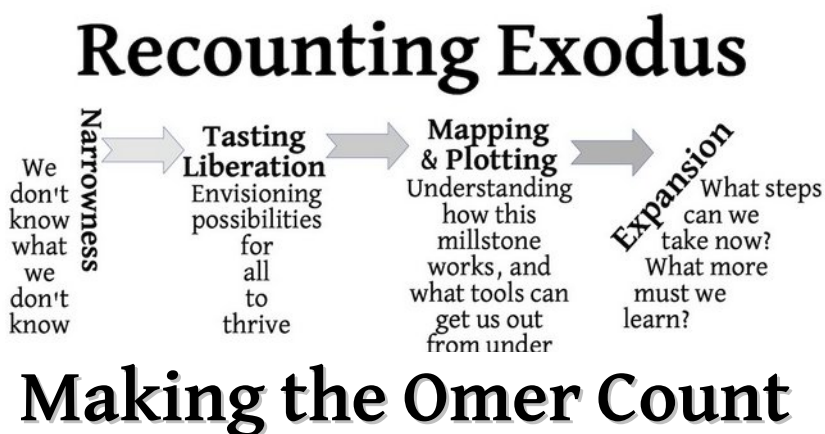 Recounting Exodus
Narrowness
We
don't
know
what
we
don't
know
Tasting
Liberation
Envisioning
possibilities
for
all
to
thrive
Mapping
& Plotting
Understanding
how this
millstone
works, and
what tools can
get us out
from under
Expansion
What steps
can we
take now?
What more
must we
learn?
Making the Omer Count